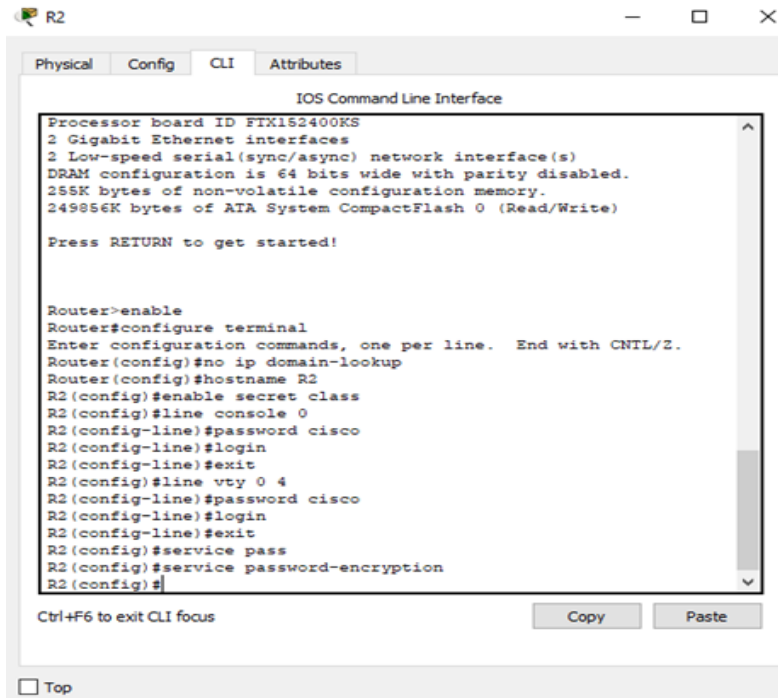 R2
Physical Config CLI Attributes
IOS Command Line Interface
Processor board ID FTX152400KS
2 Gigabit Ethernet interfaces
2 Low-speed serial(sync/async) network interface(s)
DRAM configuration is 64 bits wide with parity disabled.
255K bytes of non-volatile configuration memory.
249856K bytes of ATA System CompactFlash 0 (Read/Write)
Press RETURN to get started!
Router>enable
Router#configure terminal
Enter configuration commands, one per line.  End with CNTL/Z.
Router(config)#no ip domain-lookup
Router(config)#hostname R2
R2(config)#enable secret class
R2(config)#line console 0
R2(config-line)#password cisco
R2(config-line)#login
R2(config-line)#exit
R2(config)#line vty 0 4
R2(config-line)#password cisco
R2(config-line)#login
R2(config-line)#exit
R2(config)#service pass
R2(config)#service password-encryption
R2(config)#
Ctrl+F6 to exit CLI focus Copy Paste
Top